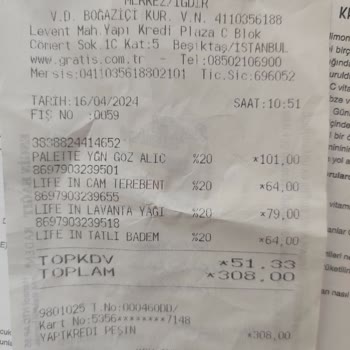 MERKEZ/IGDIR
V.D. BOĞAZİÇİ KUR. V.N. 4110356188
Levent Mah.Yapı Kredi Plaza C Blok
Cömert Sok.1C Kat:5 Beşiktaş/İSTANBUL
www.gratis.com.tr - Tel:08502106900
Mersis:0411035618802101 Tic.Sic:696052
TARİH:16/04/2024 SAAT:10:51
FİŞ NO :0059
3838824414652
PALETTE YĞN GÖZ ALIC %20 *101,00
8697903239501
LIFE IN ÇAM TEREBENT %20 *64,00
8697903239655
LIFE IN LAVANTA YAĞI %20 *79,00
8697903239518
LIFE IN TATLI BADEM %20 *64,00
TOPKDV *51.33
TOPLAM *308.00
9801025 T.No:000460DD/
Kart No:5356********7148
YAPIKREDİ PEŞİN *308,00